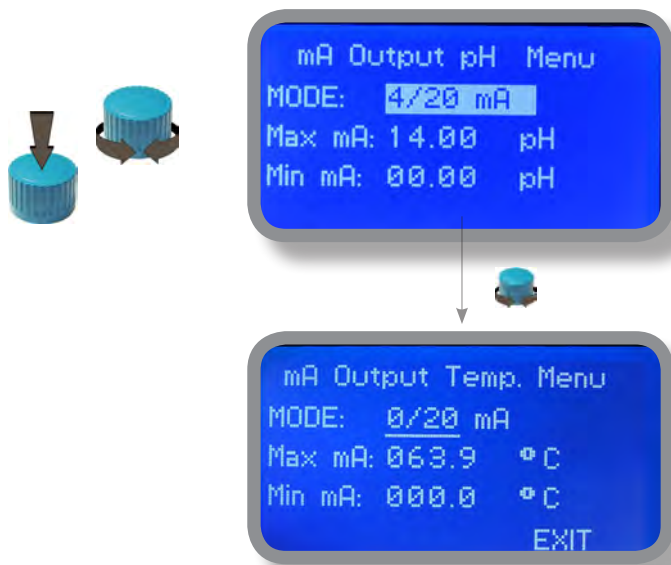 mA Output pH Menu
MODE: 4/20 mA
Max mA: 14.00 pH
Min mA: 00.00 pH
mA Output Temp. Menu
MODE: 0/20 mA
Max mA: 063.9 °C
Min mA: 000.0 °C
EXIT